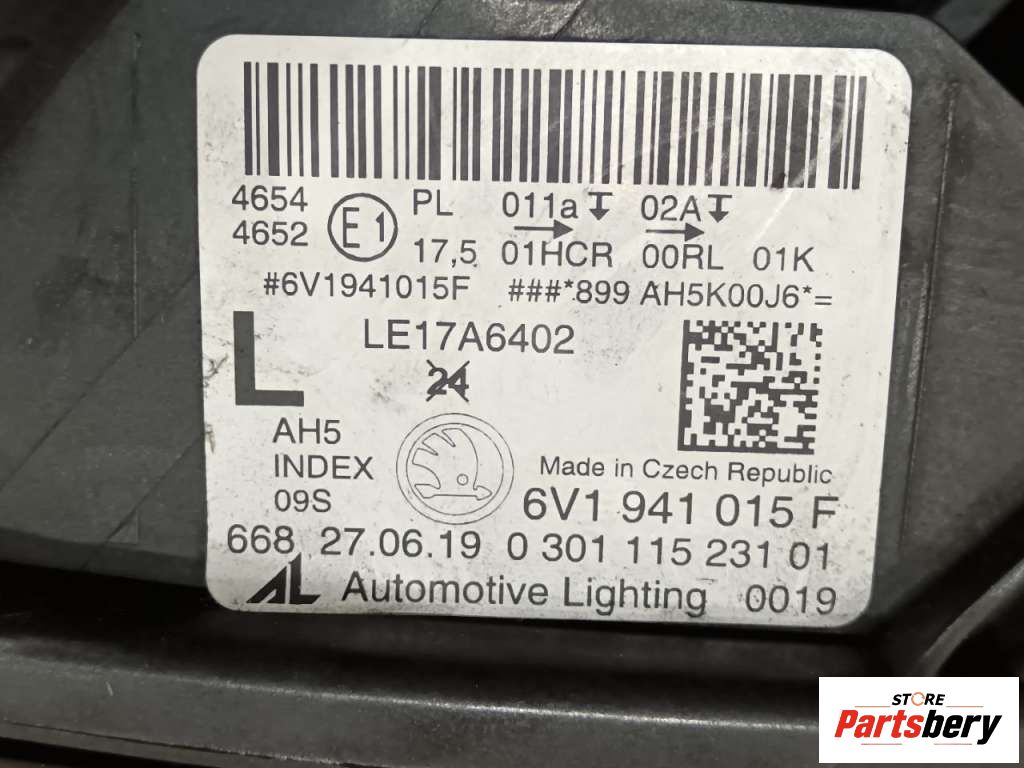 4654 E1 PL 011a 02A
4652 17,5 01HCR 00RL 01K
#6V1941015F ###*899 AH5K00J6*=
L LE17A6402
24
AH5
INDEX
09S
Made in Czech Republic
6V1 941 015 F
668 27.06.19 0 301 115 231 01
AL Automotive Lighting 0019
STORE
Partsbery